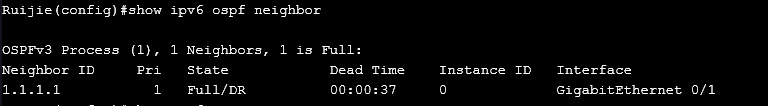 Ruijie(config)#show ipv6 ospf neighbor
OSPFv3 Process (1), 1 Neighbors, 1 is Full:
Neighbor ID Pri State Dead Time Instance ID Interface
1.1.1.1 1 Full/DR 00:00:37 0 GigabitEthernet 0/1